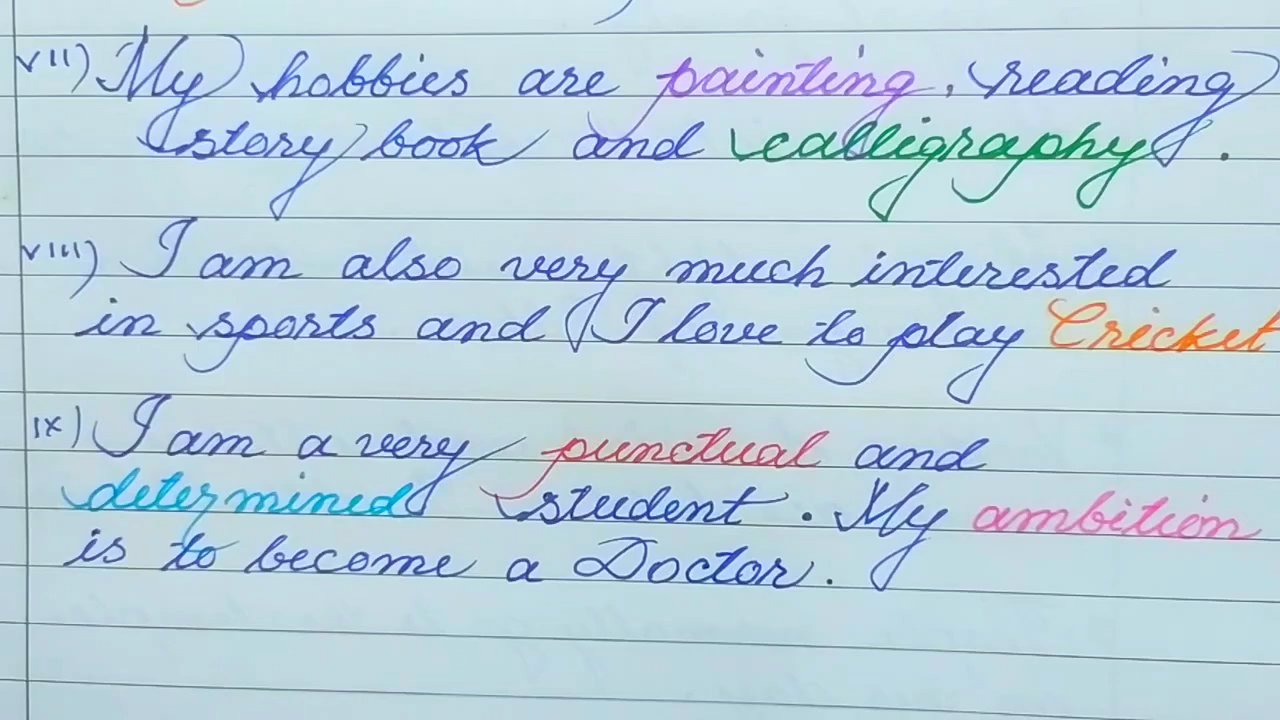 VII) My hobbies are painting, reading
story book and calligraphy.
VIII) I am also very much interested
in sports and I love to play Cricket
IX) I am a very punctual and
determined student. My ambition
is to become a Doctor.